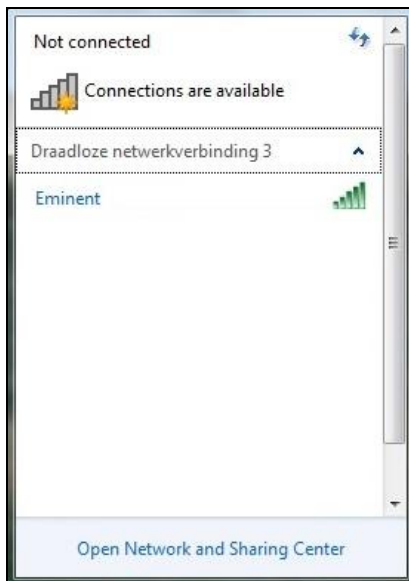 Not connected
Connections are available
Draadloze netwerkverbinding 3
Eminent
Open Network and Sharing Center